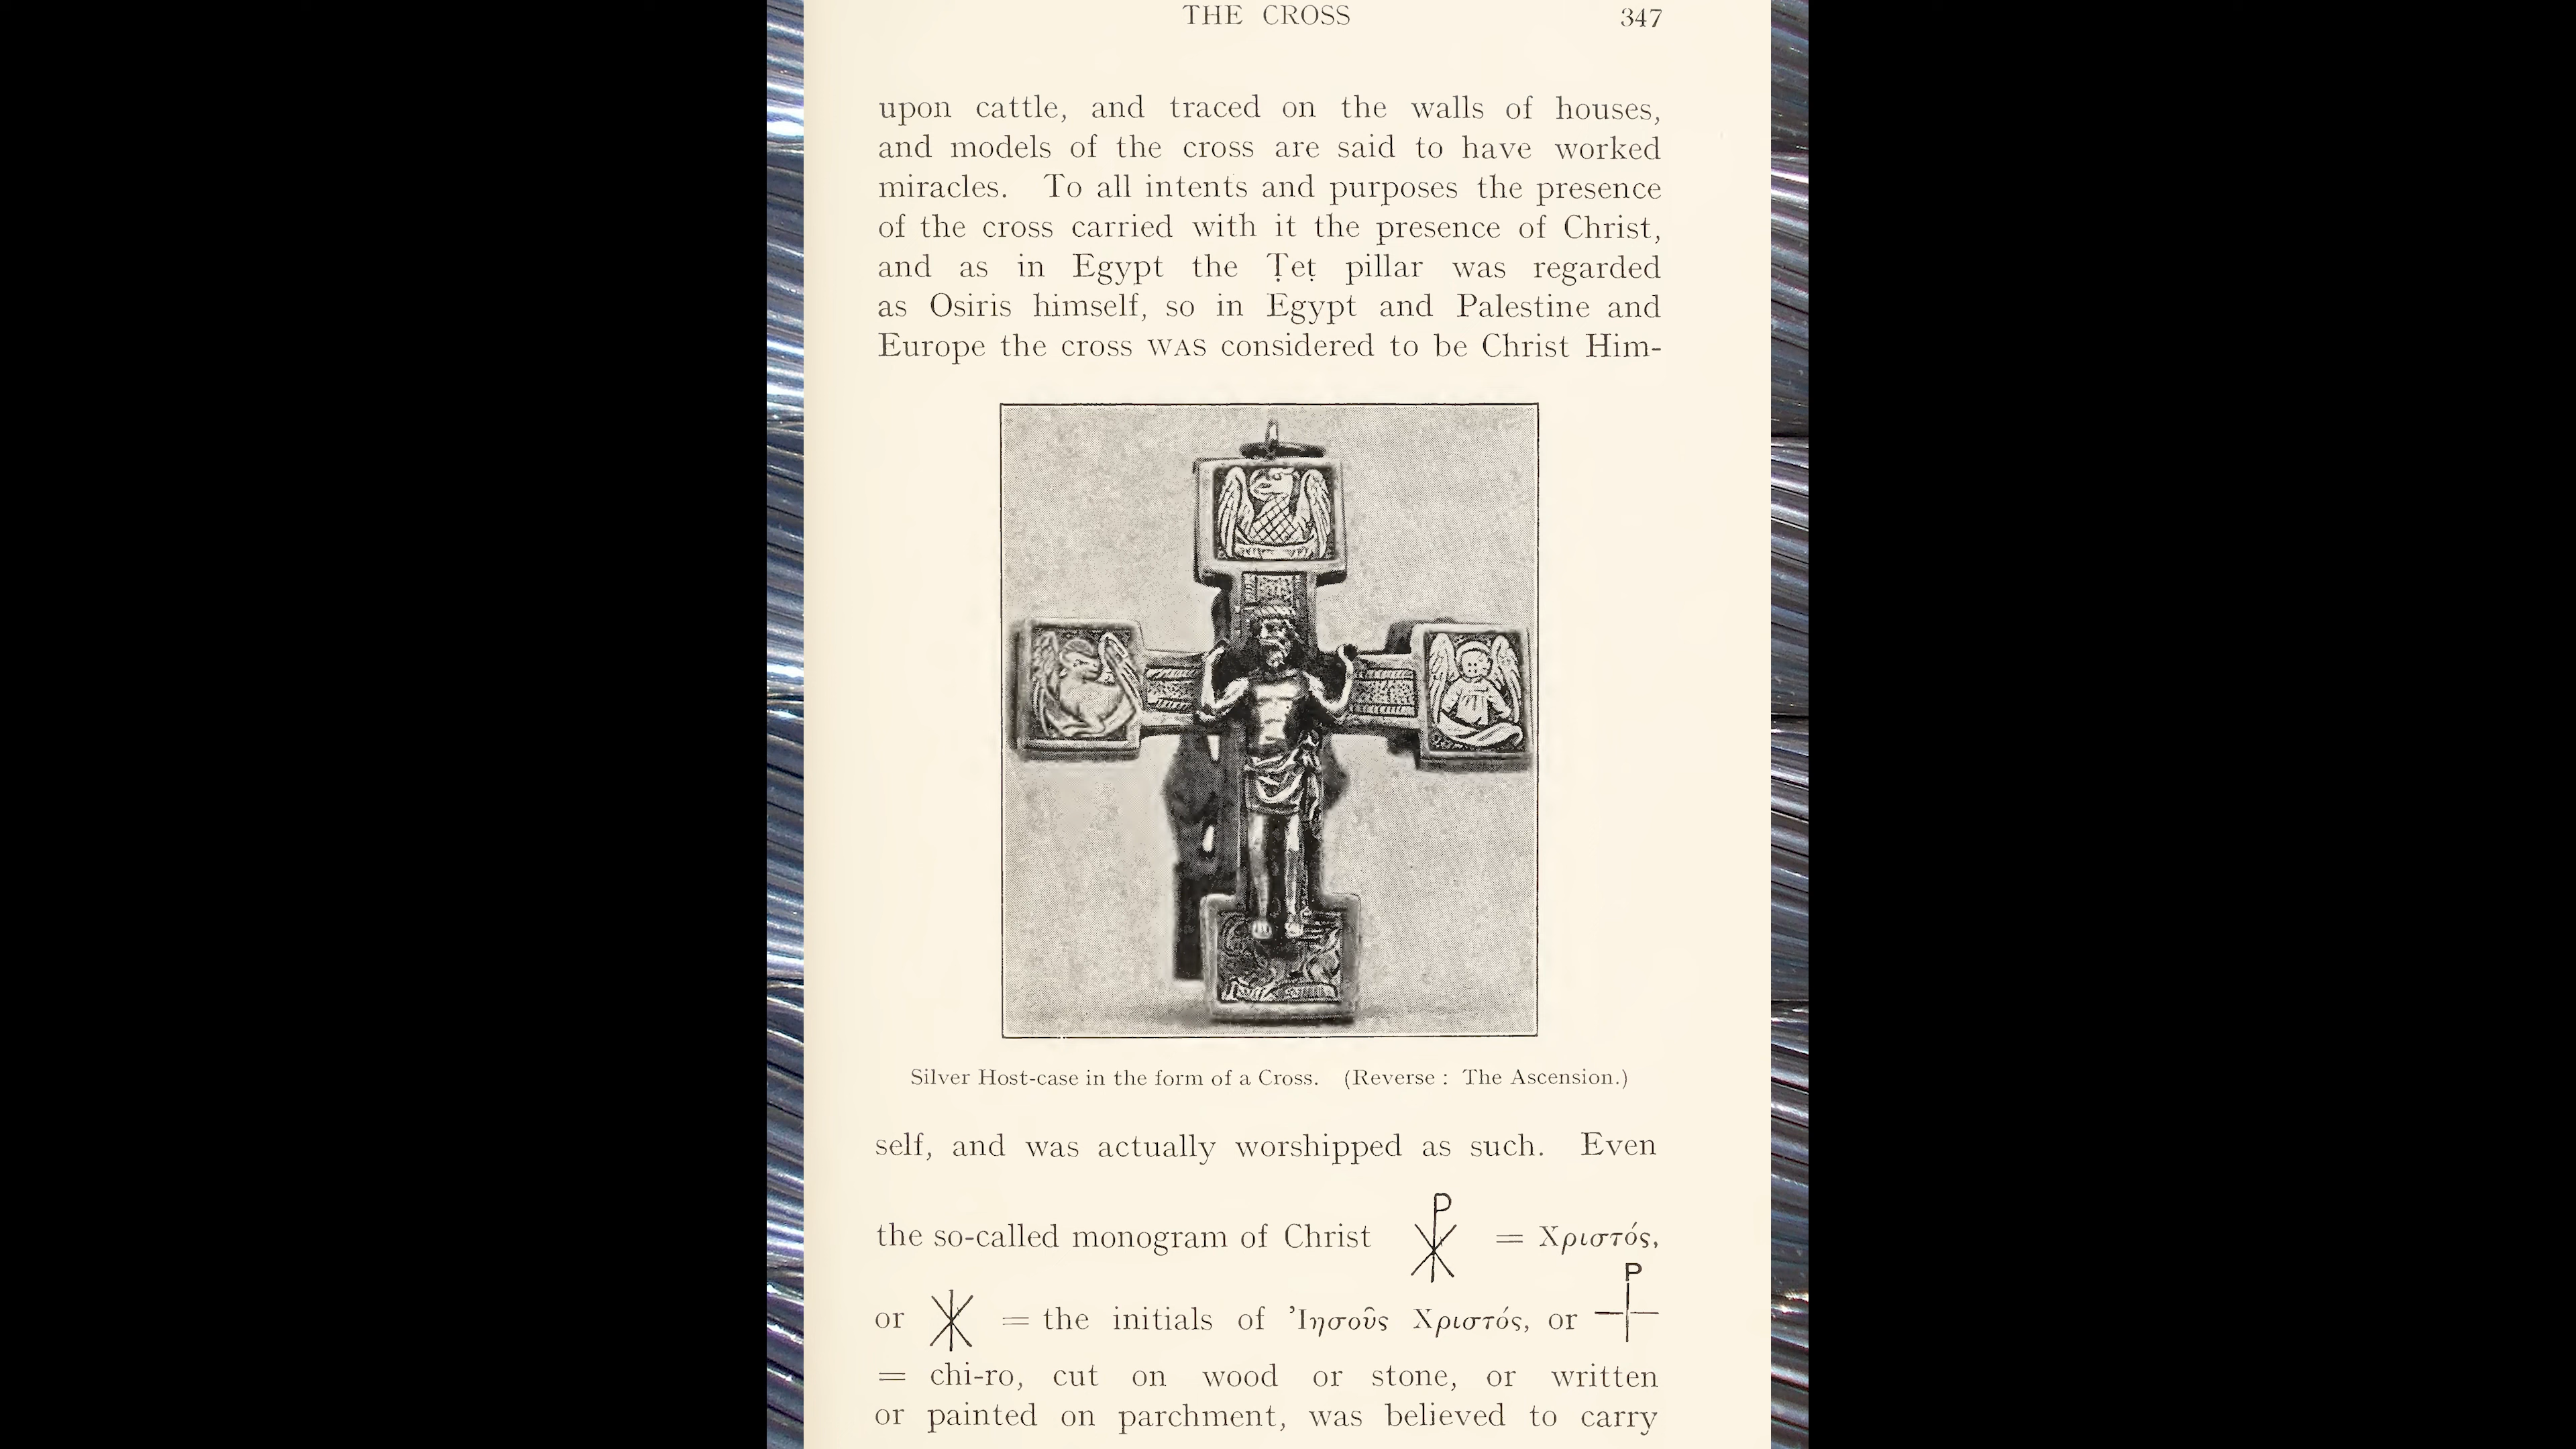 THE CROSS 347
upon cattle, and traced on the walls of houses,
and models of the cross are said to have worked
miracles. To all intents and purposes the presence
of the cross carried with it the presence of Christ,
and as in Egypt the Ṭeṭ pillar was regarded
as Osiris himself, so in Egypt and Palestine and
Europe the cross WAS considered to be Christ Him-
Silver Host-case in the form of a Cross. (Reverse : The Ascension.)
self, and was actually worshipped as such. Even
the so-called monogram of Christ ⳩ = Χριστός,
or = the initials of Ἰησοῦς Χριστός, or P
= chi-ro, cut on wood or stone, or written
or painted on parchment, was believed to carry